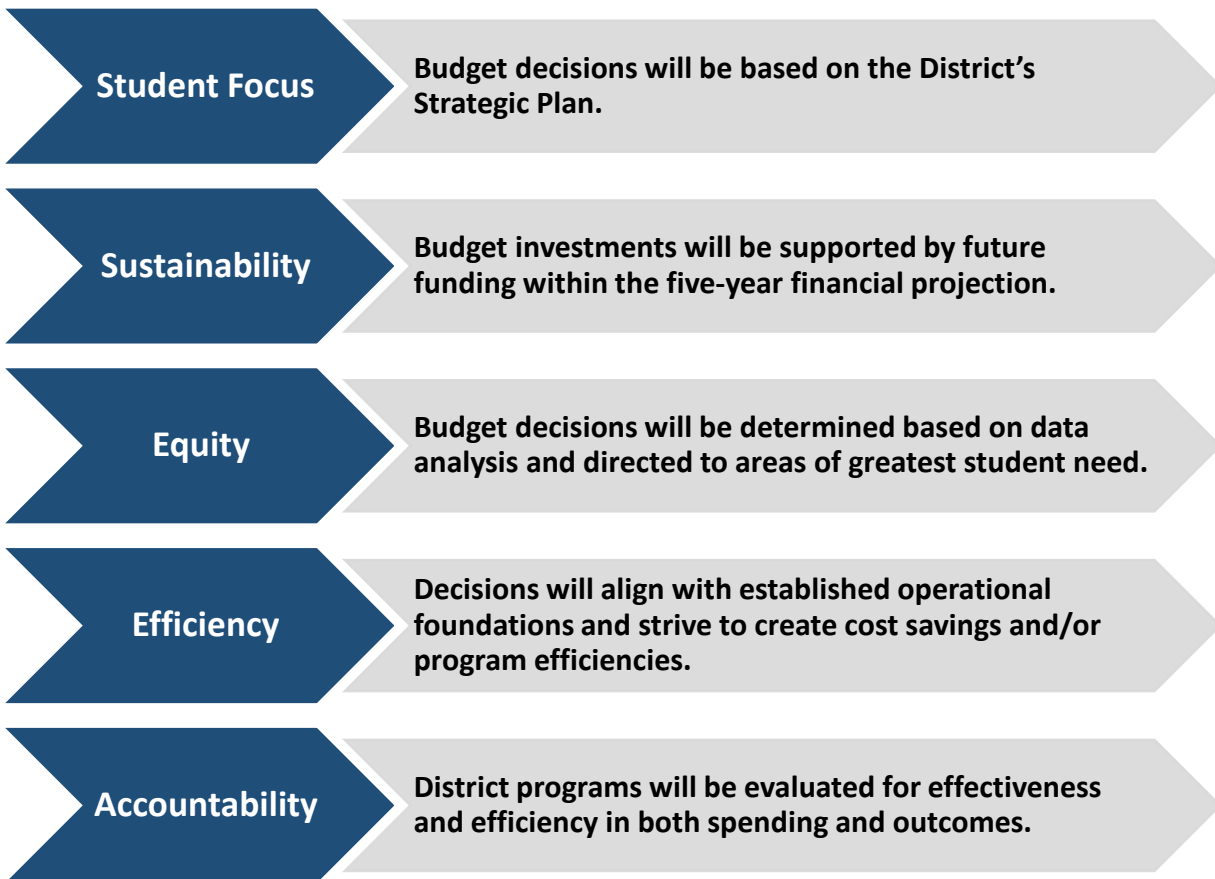 Student Focus
Budget decisions will be based on the District’s
Strategic Plan.
Sustainability
Budget investments will be supported by future
funding within the five-year financial projection.
Equity
Budget decisions will be determined based on data
analysis and directed to areas of greatest student need.
Efficiency
Decisions will align with established operational
foundations and strive to create cost savings and/or
program efficiencies.
Accountability
District programs will be evaluated for effectiveness
and efficiency in both spending and outcomes.